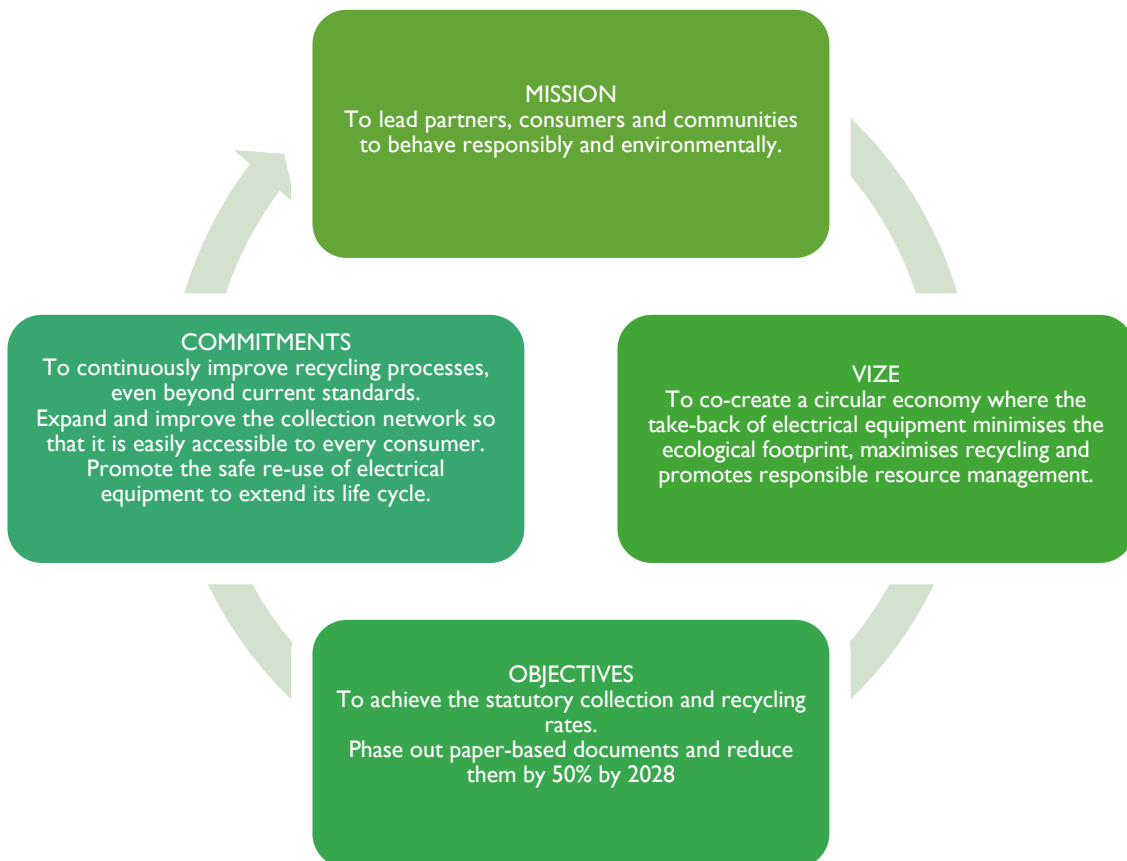 MISSION
To lead partners, consumers and communities
to behave responsibly and environmentally.
VIZE
To co-create a circular economy where the
take-back of electrical equipment minimises the
ecological footprint, maximises recycling and
promotes responsible resource management.
OBJECTIVES
To achieve the statutory collection and recycling
rates.
Phase out paper-based documents and reduce
them by 50% by 2028
COMMITMENTS
To continuously improve recycling processes,
even beyond current standards.
Expand and improve the collection network so
that it is easily accessible to every consumer.
Promote the safe re-use of electrical
equipment to extend its life cycle.